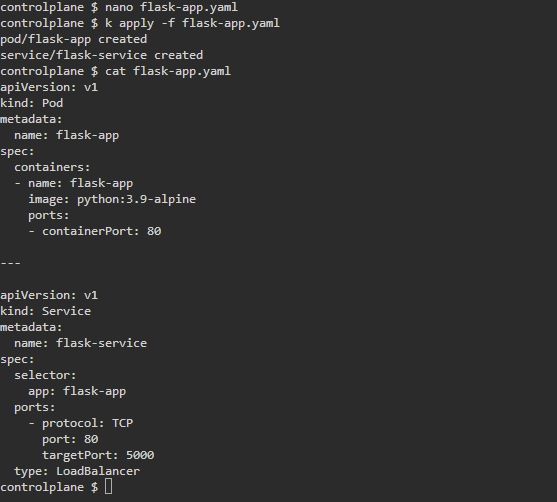 controlplane $ nano flask-app.yaml
controlplane $ k apply -f flask-app.yaml
pod/flask-app created
service/flask-service created
controlplane $ cat flask-app.yaml
apiVersion: v1
kind: Pod
metadata:
  name: flask-app
spec:
  containers:
  - name: flask-app
    image: python:3.9-alpine
    ports:
    - containerPort: 80

---

apiVersion: v1
kind: Service
metadata:
  name: flask-service
spec:
  selector:
    app: flask-app
  ports:
    - protocol: TCP
      port: 80
      targetPort: 5000
  type: LoadBalancer
controlplane $